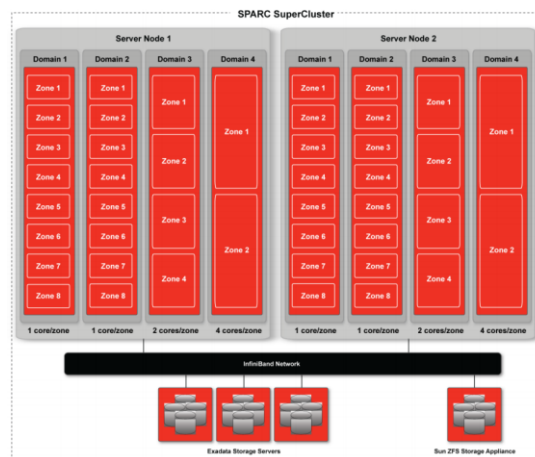 SPARC SuperCluster
Server Node 1
Server Node 2
Domain 1
Domain 2
Domain 3
Domain 4
Domain 1
Domain 2
Domain 3
Domain 4
Zone 1
Zone 2
Zone 3
Zone 4
Zone 5
Zone 6
Zone 7
Zone 8
Zone 1
Zone 2
Zone 3
Zone 4
Zone 5
Zone 6
Zone 7
Zone 8
Zone 1
Zone 2
Zone 3
Zone 4
Zone 1
Zone 2
Zone 1
Zone 2
Zone 3
Zone 4
Zone 5
Zone 6
Zone 7
Zone 8
Zone 1
Zone 2
Zone 3
Zone 4
Zone 5
Zone 6
Zone 7
Zone 8
Zone 1
Zone 2
Zone 3
Zone 4
Zone 1
Zone 2
1 core/zone
1 core/zone
2 cores/zone
4 cores/zone
1 core/zone
1 core/zone
2 cores/zone
4 cores/zone
InfiniBand Network
Exadata Storage Servers
Sun ZFS Storage Appliance